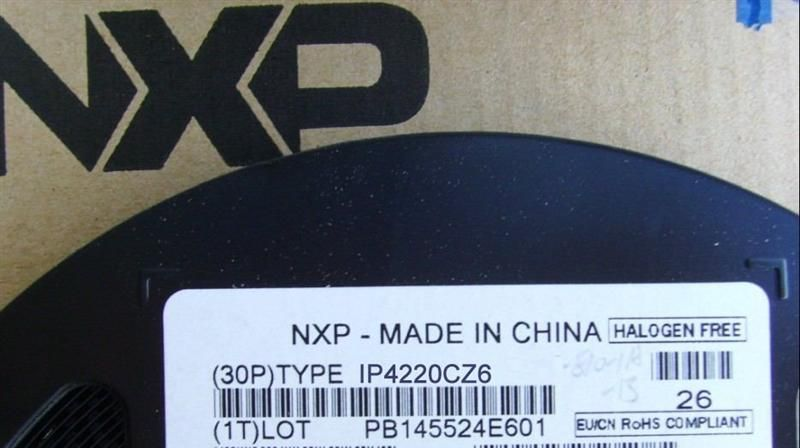 NXP
NXP - MADE IN CHINA HALOGEN FREE
(30P)TYPE IP4220CZ6
26
(1T)LOT PB145524E601 EU/CN RoHS COMPLIANT